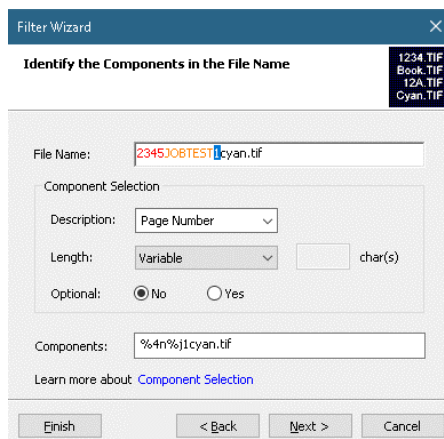 Filter Wizard
Identify the Components in the File Name
1234.TIF
Book.TIF
12A.TIF
Cyan.TIF
File Name: 2345JOBTEST1cyan.tif
Component Selection
Description: Page Number
Length: Variable char(s)
Optional: No Yes
Components: %4n%j1cyan.tif
Learn more about Component Selection
Finish < Back Next > Cancel